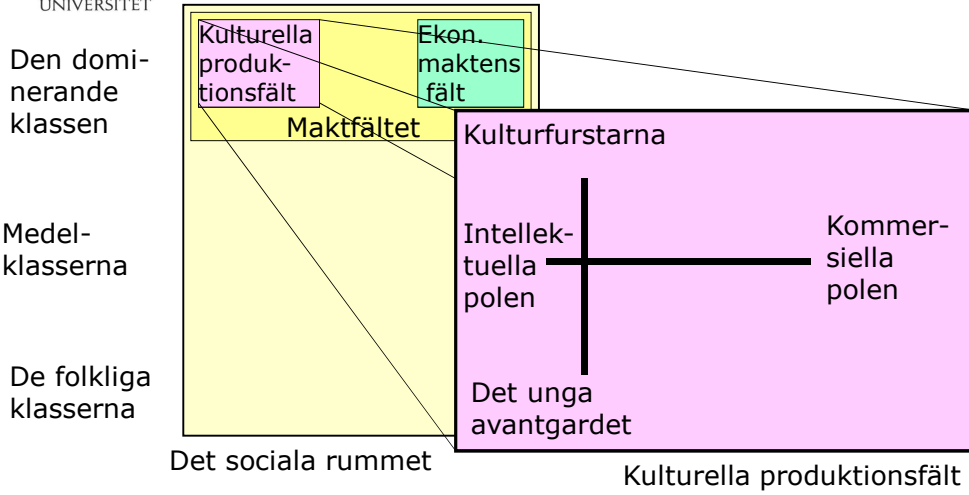 UNIVERSITET
Den domi-
nerande
klassen
Kulturella
produk-
tionsfält
Ekon.
maktens
fält
Maktfältet
Kulturfurstarna
Medel-
klasserna
Intellek-
tuella
polen
Kommer-
siella
polen
De folkliga
klasserna
Det unga
avantgardet
Det sociala rummet
Kulturella produktionsfält